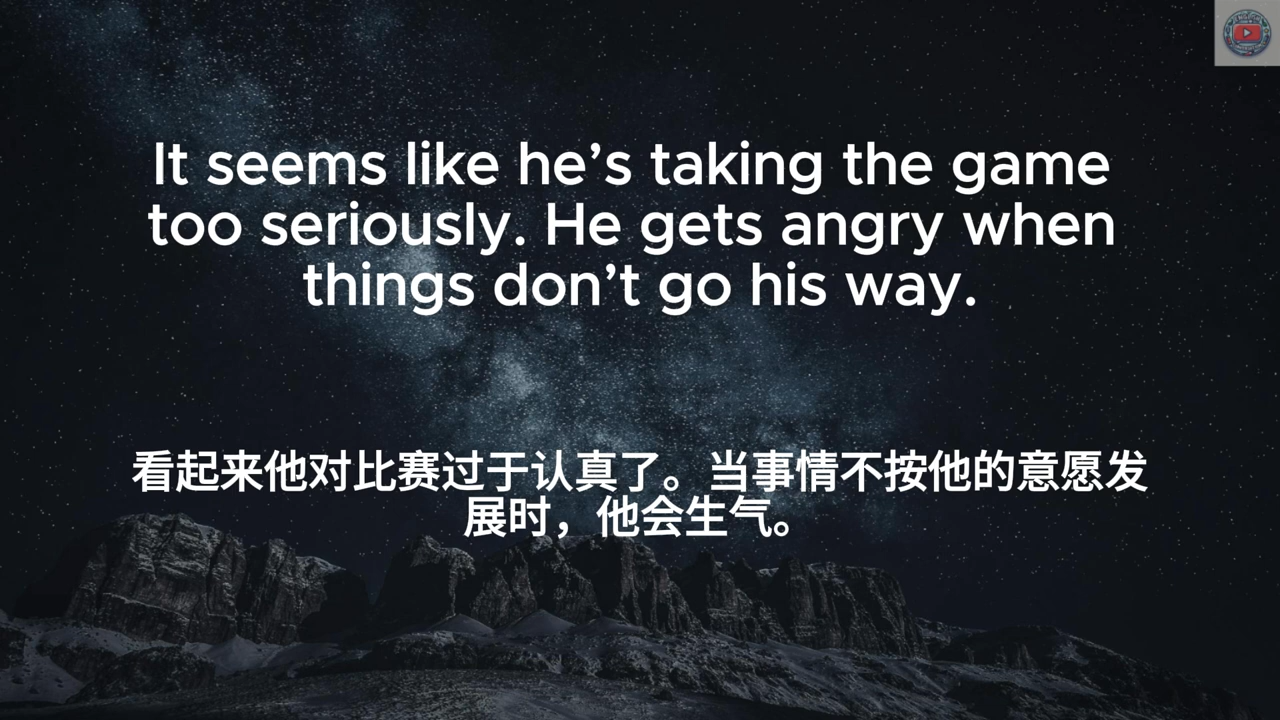 It seems like he’s taking the game
too seriously. He gets angry when
things don’t go his way.
看起来他对比赛过于认真了。 当事情不按他的意愿发
展时，他会生气。